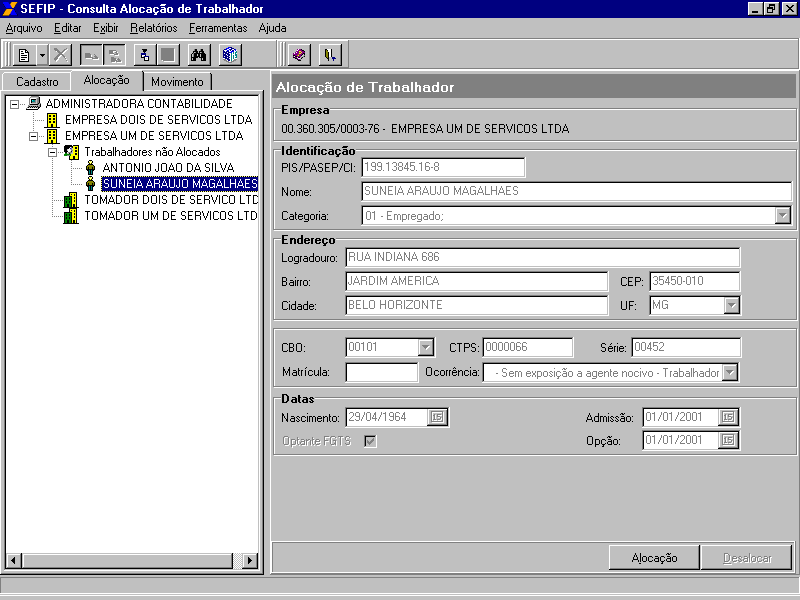 SEFIP - Consulta Alocação de Trabalhador
Arquivo Editar Exibir Relatórios Ferramentas Ajuda
Cadastro Alocação Movimento
ADMINISTRADORA CONTABILIDADE
EMPRESA DOIS DE SERVICOS LTDA
EMPRESA UM DE SERVICOS LTDA
Trabalhadores não Alocados
ANTONIO JOAO DA SILVA
SUNEIA ARAUJO MAGALHAES
TOMADOR DOIS DE SERVICO LTD
TOMADOR UM DE SERVICOS LTD
Alocação de Trabalhador
Empresa
00.360.305/0003-76 - EMPRESA UM DE SERVICOS LTDA
Identificação
PIS/PASEP/CI: 199.13845.16-8
Nome: SUNEIA ARAUJO MAGALHAES
Categoria: 01 - Empregado;
Endereço
Logradouro: RUA INDIANA 686
Bairro: JARDIM AMERICA CEP: 35450-010
Cidade: BELO HORIZONTE UF: MG
CBO: 00101 CTPS: 0000066 Série: 00452
Matrícula: Ocorrência: - Sem exposição a agente nocivo - Trabalhador
Datas
Nascimento: 29/04/1964 15 Admissão: 01/01/2001 15
Optante FGTS Opção: 01/01/2001 15
Alocação Desalocar